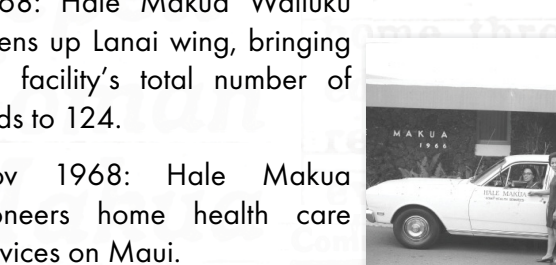 68: Hale Makua Wailuku
ens up Lanai wing, bringing
facility's total number of
ds to 124.
ov 1968: Hale Makua
oneers home health care
vices on Maui.
MAKUA
1966
HALE MAKUA